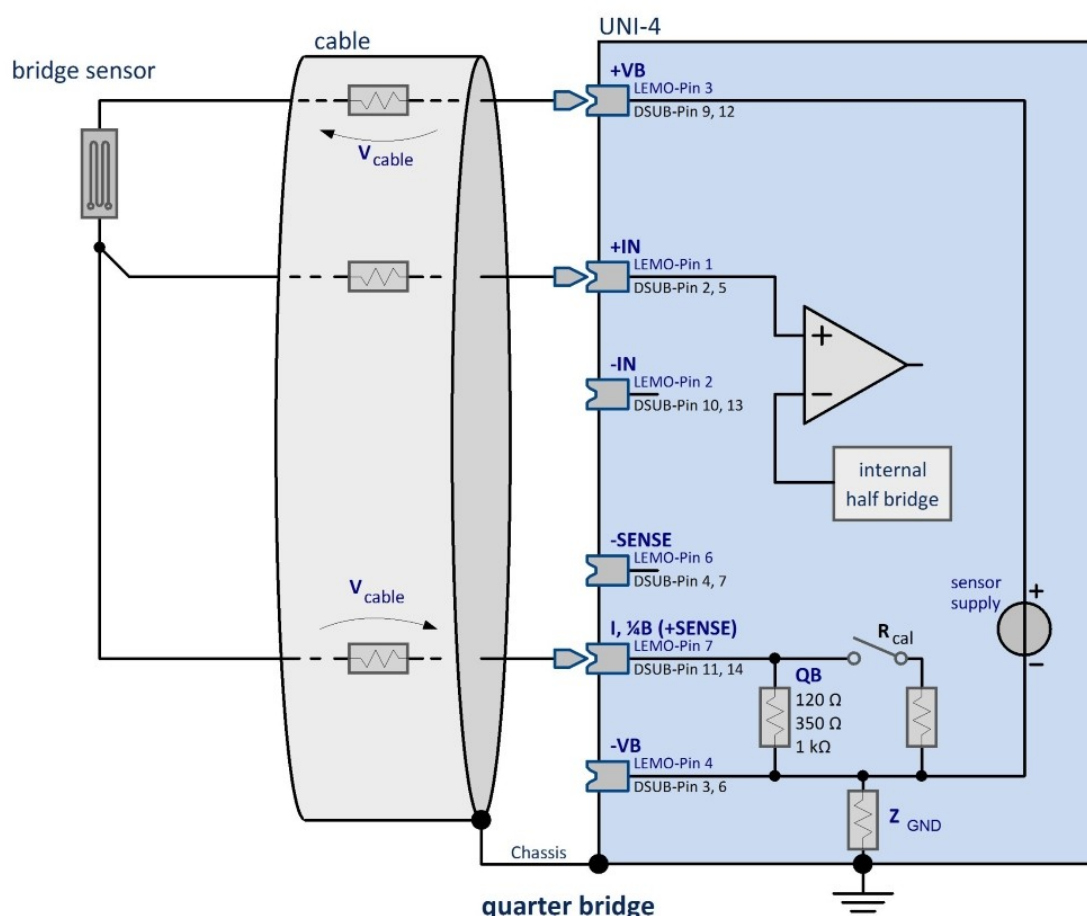 UNI-4
cable
bridge sensor
+VB
LEMO-Pin 3
DSUB-Pin 9, 12
V cable
+IN
LEMO-Pin 1
DSUB-Pin 2, 5
+
-IN
LEMO-Pin 2
DSUB-Pin 10, 13
−
internal
half bridge
-SENSE
LEMO-Pin 6
DSUB-Pin 4, 7
sensor
supply
+
−
V cable
I, ¼B (+SENSE)
LEMO-Pin 7
DSUB-Pin 11, 14
R cal
QB
120 Ω
350 Ω
1 kΩ
-VB
LEMO-Pin 4
DSUB-Pin 3, 6
Z GND
Chassis
quarter bridge